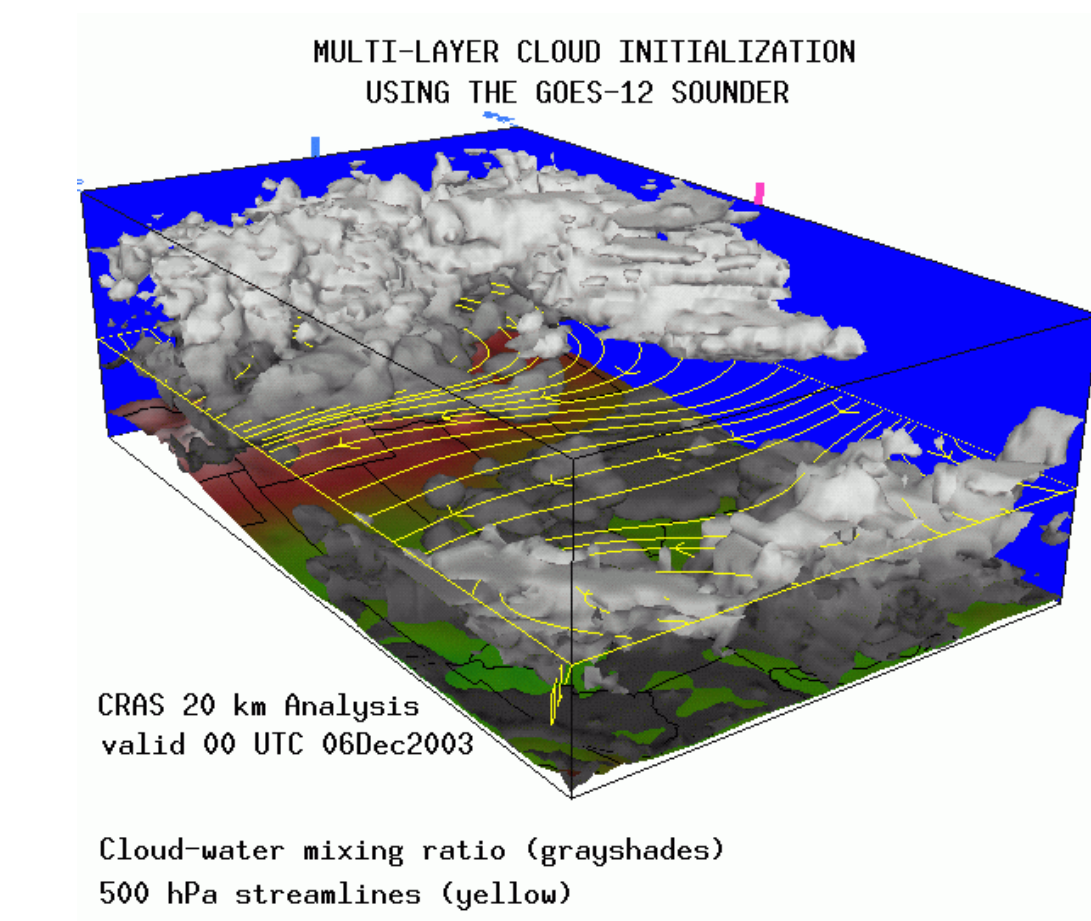 MULTI-LAYER CLOUD INITIALIZATION
USING THE GOES-12 SOUNDER
CRAS 20 km Analysis
valid 00 UTC 06Dec2003
Cloud-water mixing ratio (grayshades)
500 hPa streamlines (yellow)